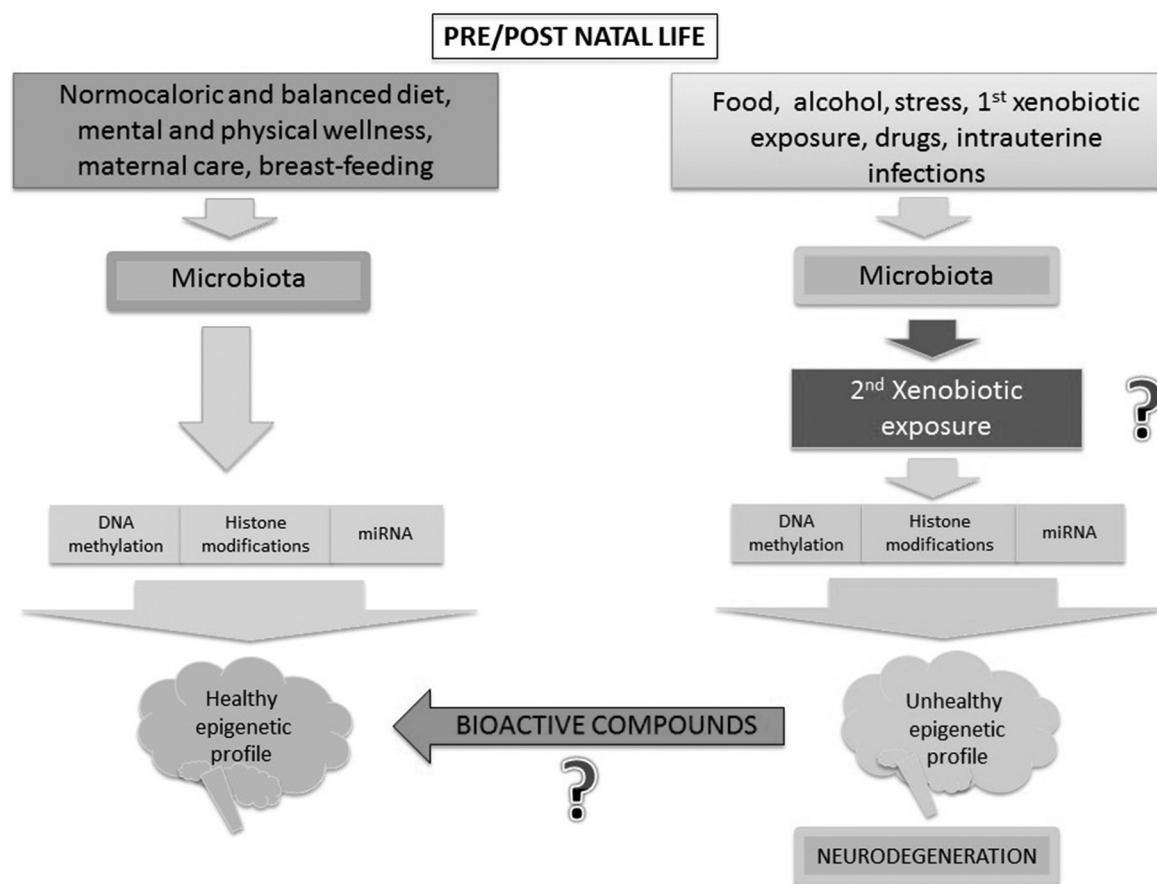 PRE/POST NATAL LIFE
Normocaloric and balanced diet,
mental and physical wellness,
maternal care, breast-feeding
Microbiota
DNA
methylation
Histone
modifications
miRNA
Healthy
epigenetic
profile
Food, alcohol, stress, 1st xenobiotic
exposure, drugs, intrauterine
infections
Microbiota
2nd Xenobiotic
exposure
?
DNA
methylation
Histone
modifications
miRNA
Unhealthy
epigenetic
profile
BIOACTIVE COMPOUNDS
?
NEURODEGENERATION